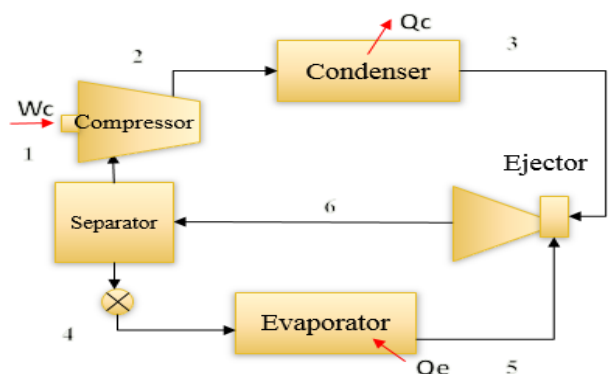 Qc
2
3
Condenser
Wc
Compressor
1
Ejector
Separator
6
4
Evaporator
Qe
5